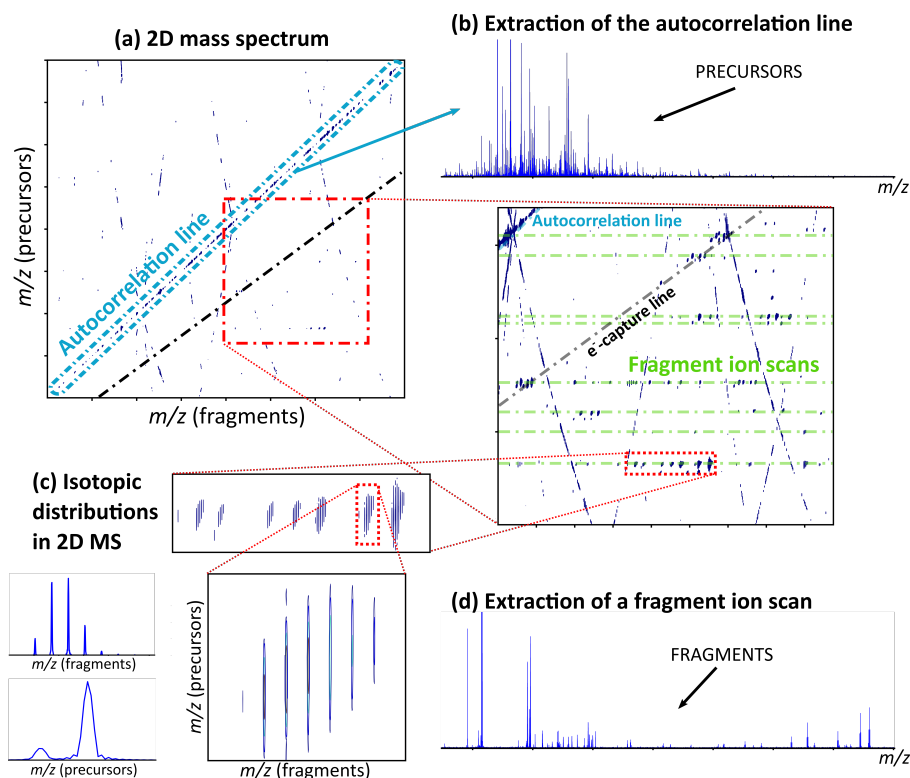 (a) 2D mass spectrum
m/z (precursors)
Autocorrelation line
m/z (fragments)
(b) Extraction of the autocorrelation line
PRECURSORS
m/z
Autocorrelation line
e⁻-capture line
Fragment ion scans
(c) Isotopic
distributions
in 2D MS
m/z (fragments)
m/z (precursors)
m/z (precursors)
m/z (fragments)
(d) Extraction of a fragment ion scan
FRAGMENTS
m/z